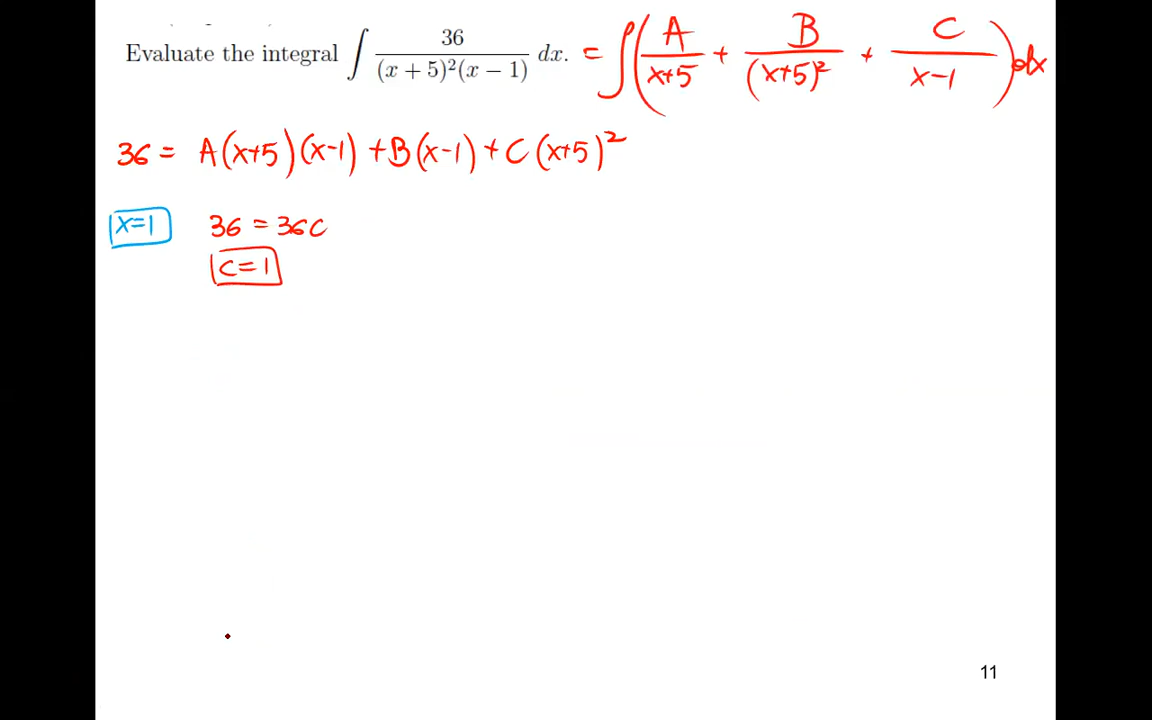 Evaluate the integral ∫ 36/((x + 5)²(x − 1)) dx. = ∫(A/(x+5) + B/(x+5)² + C/(x-1))dx
36 = A(x+5)(x-1) + B(x-1) + C(x+5)²
x=1 36 = 36C
C=1
11